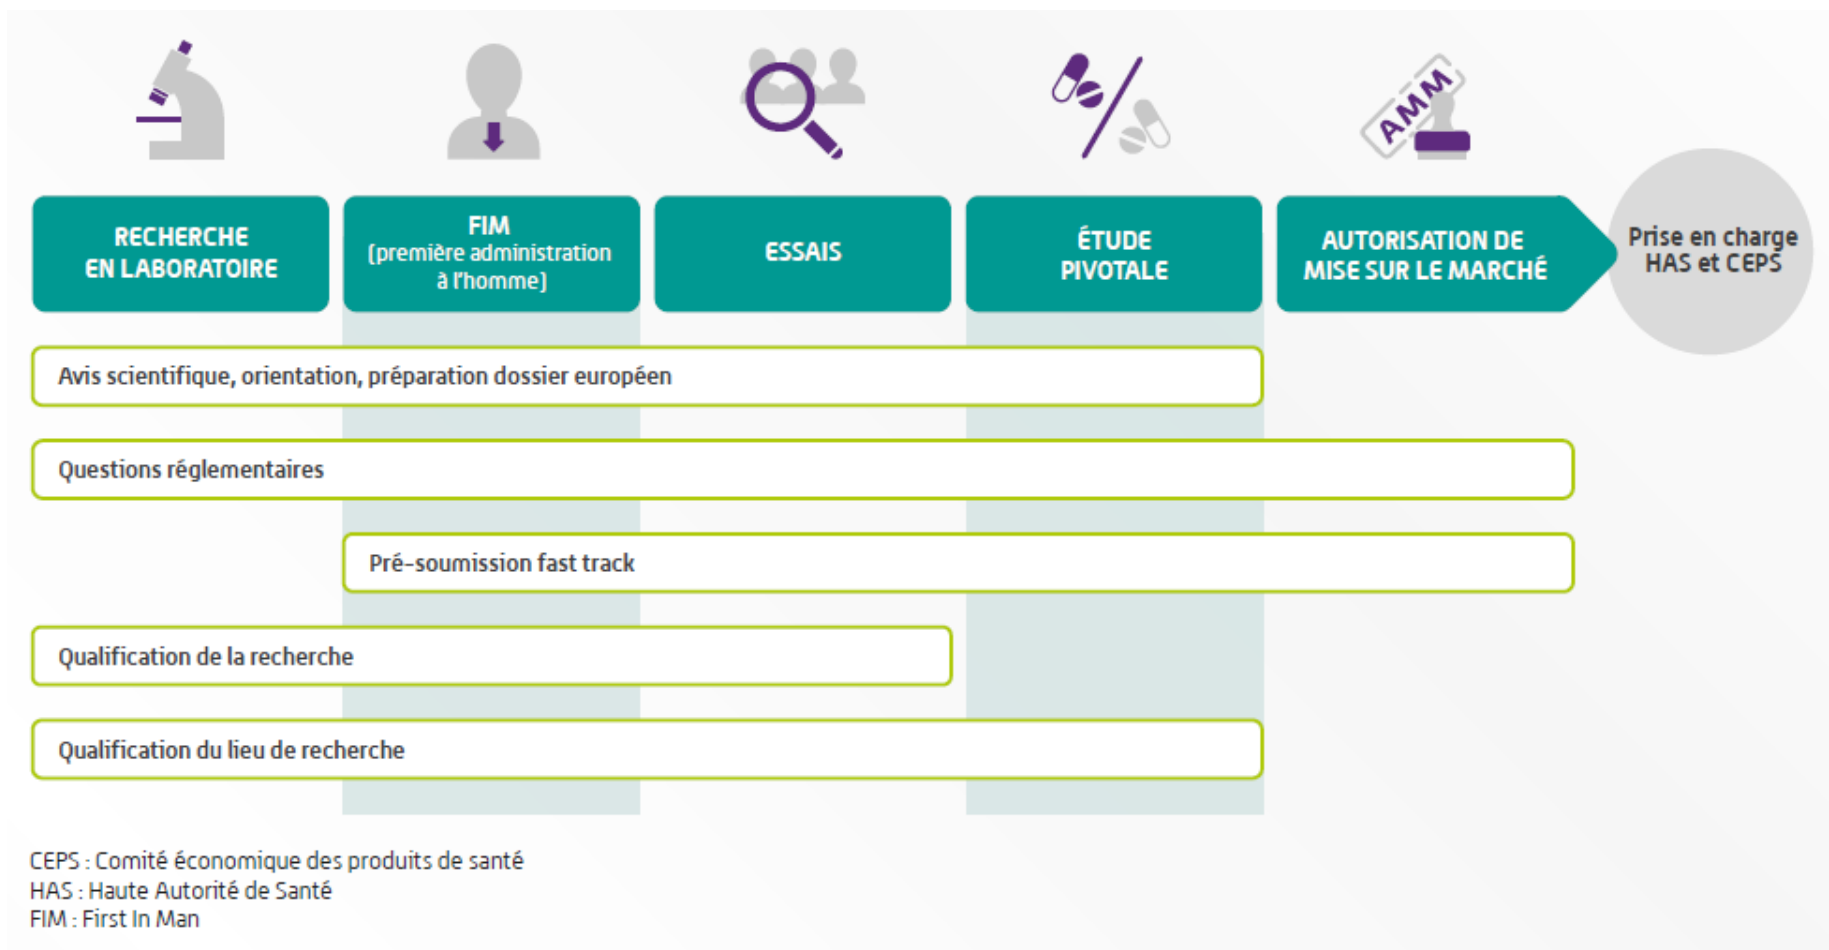 AMM
RECHERCHE
EN LABORATOIRE
FIM
(première administration
à l'homme)
ESSAIS
ÉTUDE
PIVOTALE
AUTORISATION DE
MISE SUR LE MARCHÉ
Prise en charge
HAS et CEPS
Avis scientifique, orientation, préparation dossier européen
Questions réglementaires
Pré-soumission fast track
Qualification de la recherche
Qualification du lieu de recherche
CEPS : Comité économique des produits de santé
HAS : Haute Autorité de Santé
FIM : First In Man